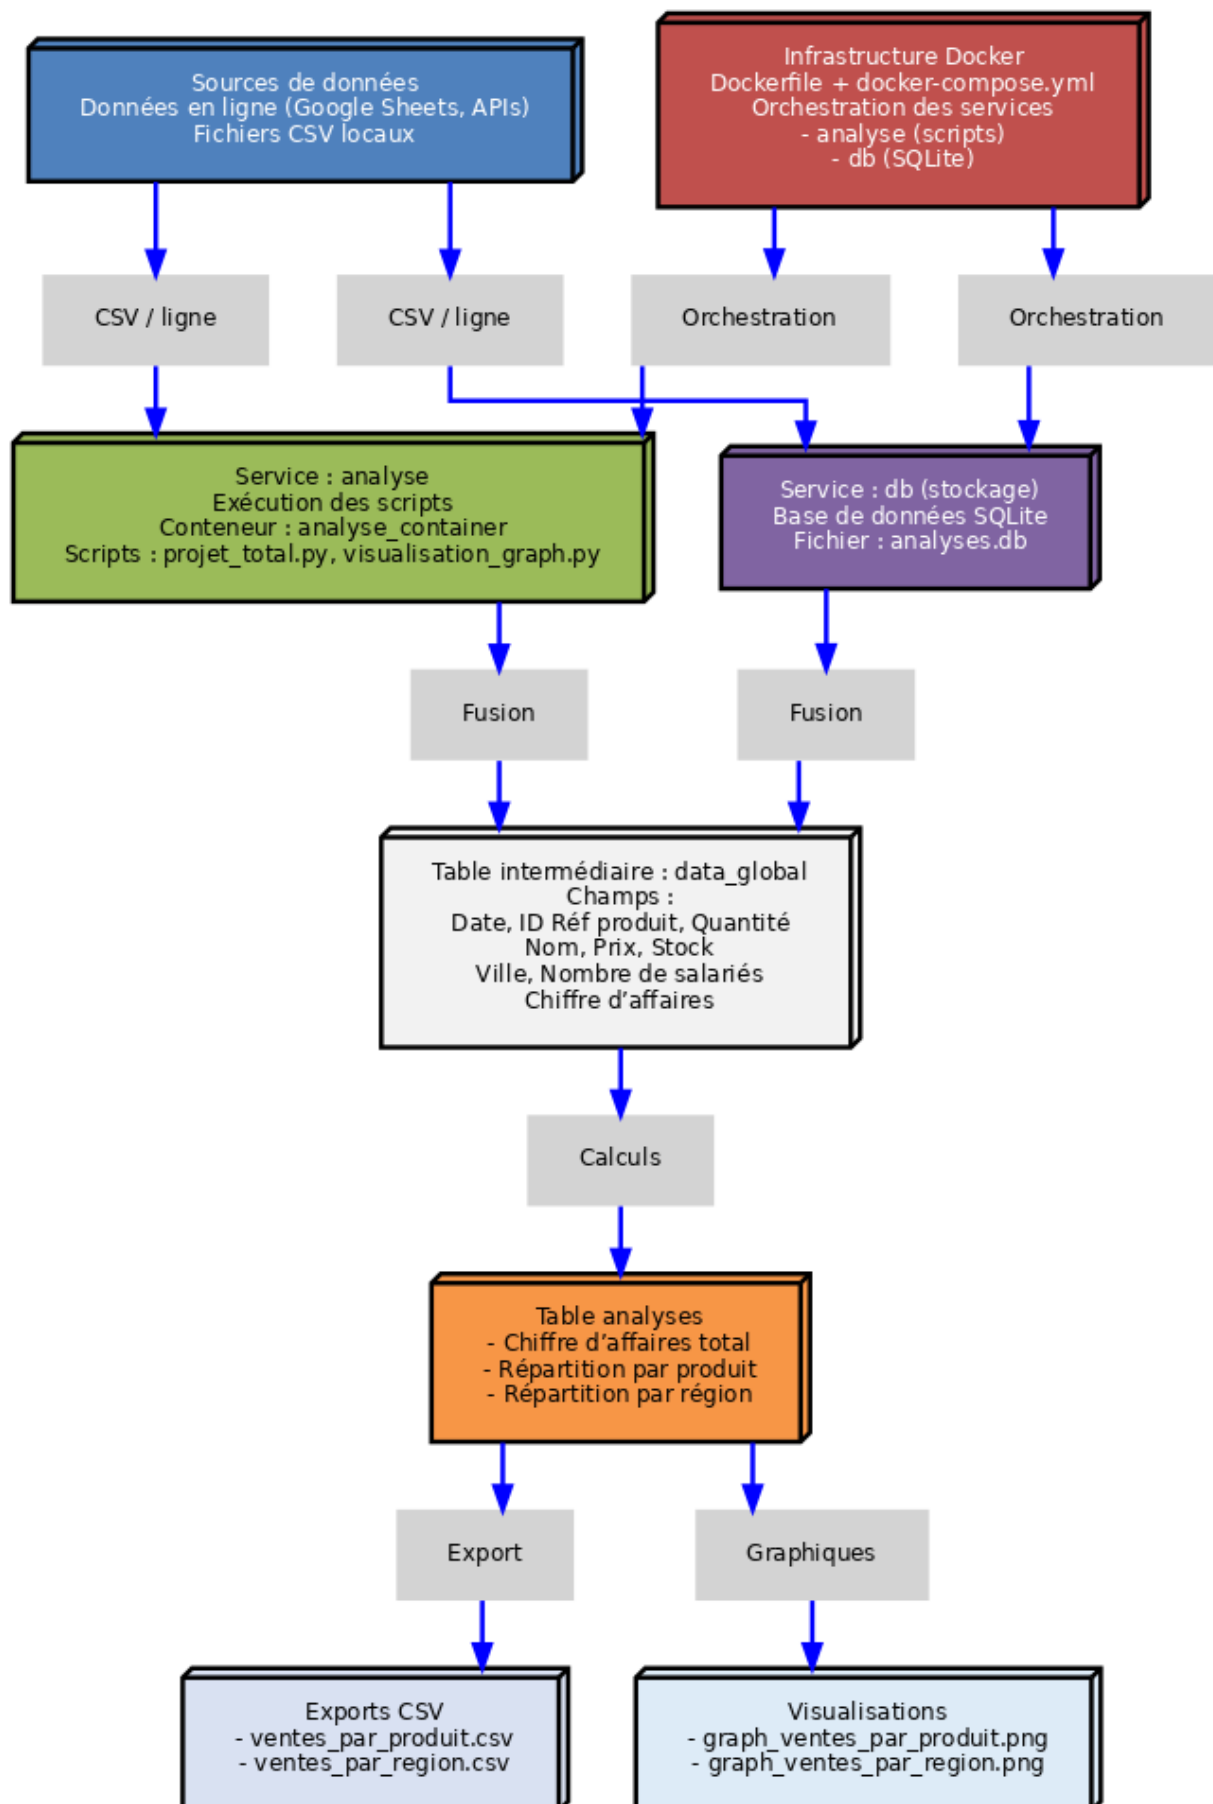 Sources de données
Données en ligne (Google Sheets, APIs)
Fichiers CSV locaux
Infrastructure Docker
Dockerfile + docker-compose.yml
Orchestration des services
- analyse (scripts)
- db (SQLite)
CSV / ligne
CSV / ligne
Orchestration
Orchestration
Service : analyse
Exécution des scripts
Conteneur : analyse_container
Scripts : projet_total.py, visualisation_graph.py
Service : db (stockage)
Base de données SQLite
Fichier : analyses.db
Fusion
Fusion
Table intermédiaire : data_global
Champs :
Date, ID Réf produit, Quantité
Nom, Prix, Stock
Ville, Nombre de salariés
Chiffre d’affaires
Calculs
Table analyses
- Chiffre d’affaires total
- Répartition par produit
- Répartition par région
Export
Graphiques
Exports CSV
- ventes_par_produit.csv
- ventes_par_region.csv
Visualisations
- graph_ventes_par_produit.png
- graph_ventes_par_region.png